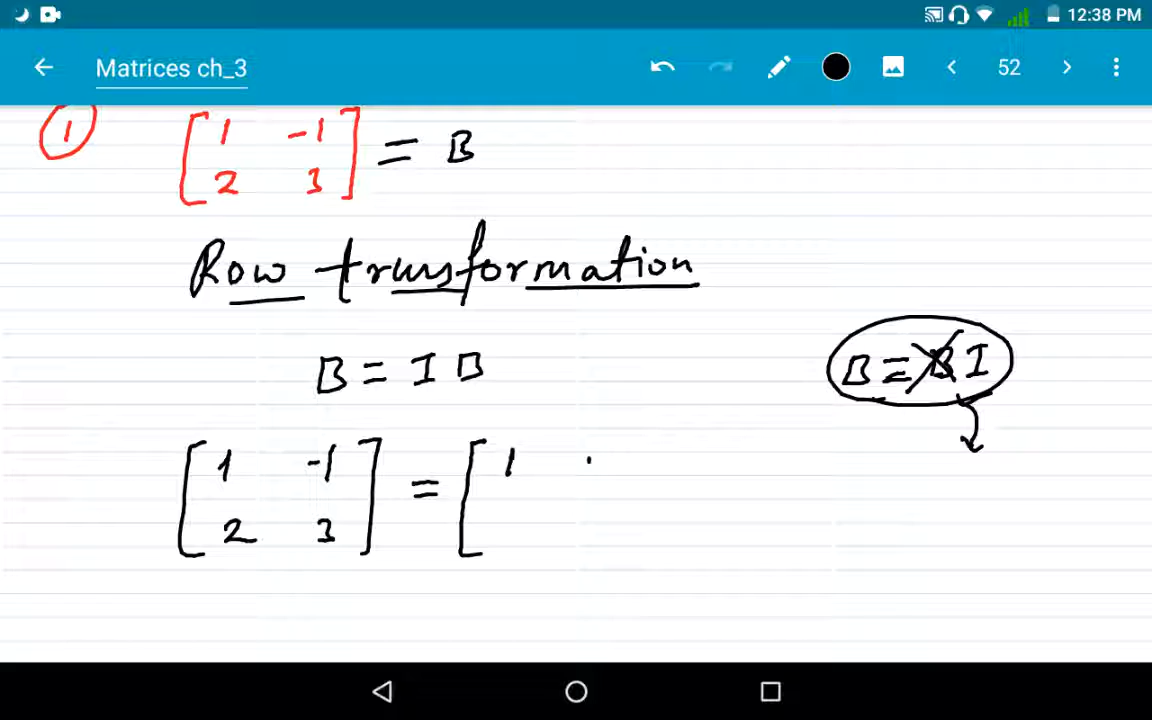 12:38 PM
Matrices ch_3 52
1 [1 -1
2 3] = B
Row transformation
B = I B
B = B I
[1 -1
2 3] = [1